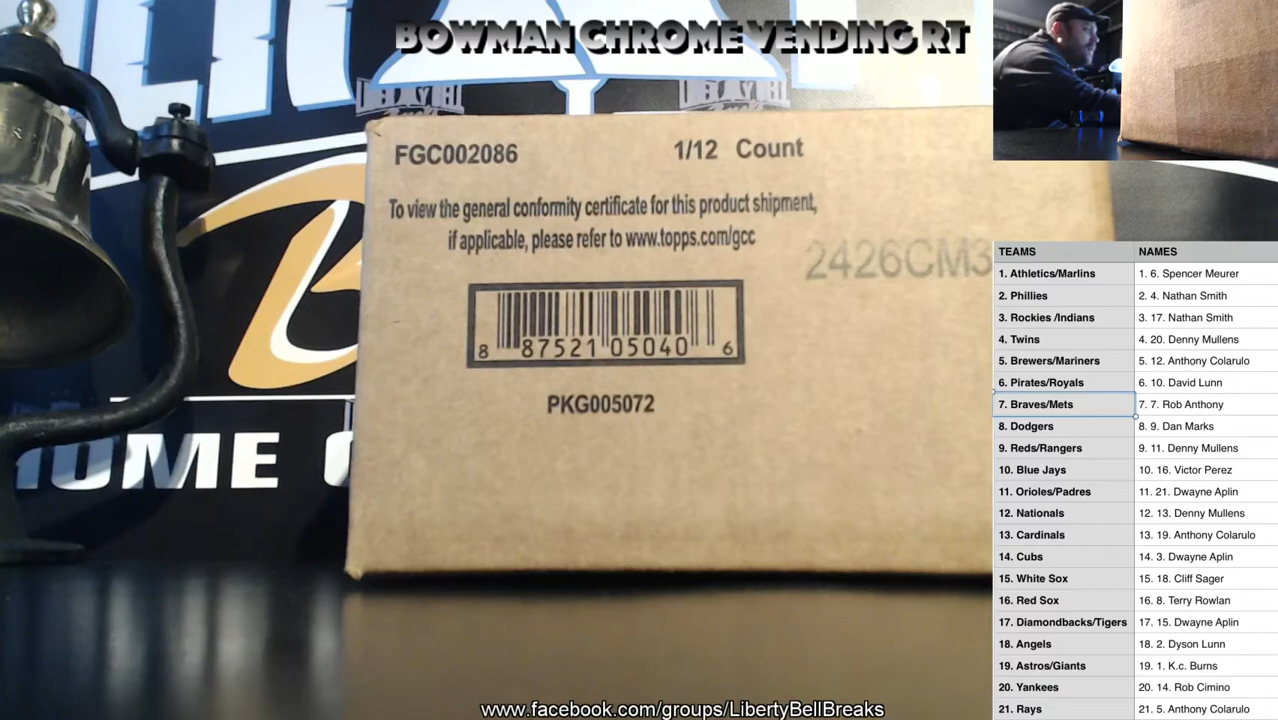 BOWMAN CHROME VENDING RT
FGC002086
1/12 Count
To view the general conformity certificate for this product shipment,
if applicable, please refer to www.topps.com/gcc
2426CM3
8 87521 05040 6
PKG005072
HOME
www.facebook.com/groups/LibertyBellBreaks
TEAMS NAMES
1. Athletics/Marlins 1. 6. Spencer Meurer
2. Phillies 2. 4. Nathan Smith
3. Rockies /Indians 3. 17. Nathan Smith
4. Twins 4. 20. Denny Mullens
5. Brewers/Mariners 5. 12. Anthony Colarulo
6. Pirates/Royals 6. 10. David Lunn
7. Braves/Mets 7. 7. Rob Anthony
8. Dodgers 8. 9. Dan Marks
9. Reds/Rangers 9. 11. Denny Mullens
10. Blue Jays 10. 16. Victor Perez
11. Orioles/Padres 11. 21. Dwayne Aplin
12. Nationals 12. 13. Denny Mullens
13. Cardinals 13. 19. Anthony Colarulo
14. Cubs 14. 3. Dwayne Aplin
15. White Sox 15. 18. Cliff Sager
16. Red Sox 16. 8. Terry Rowlan
17. Diamondbacks/Tigers 17. 15. Dwayne Aplin
18. Angels 18. 2. Dyson Lunn
19. Astros/Giants 19. 1. K.c. Burns
20. Yankees 20. 14. Rob Cimino
21. Rays 21. 5. Anthony Colarulo